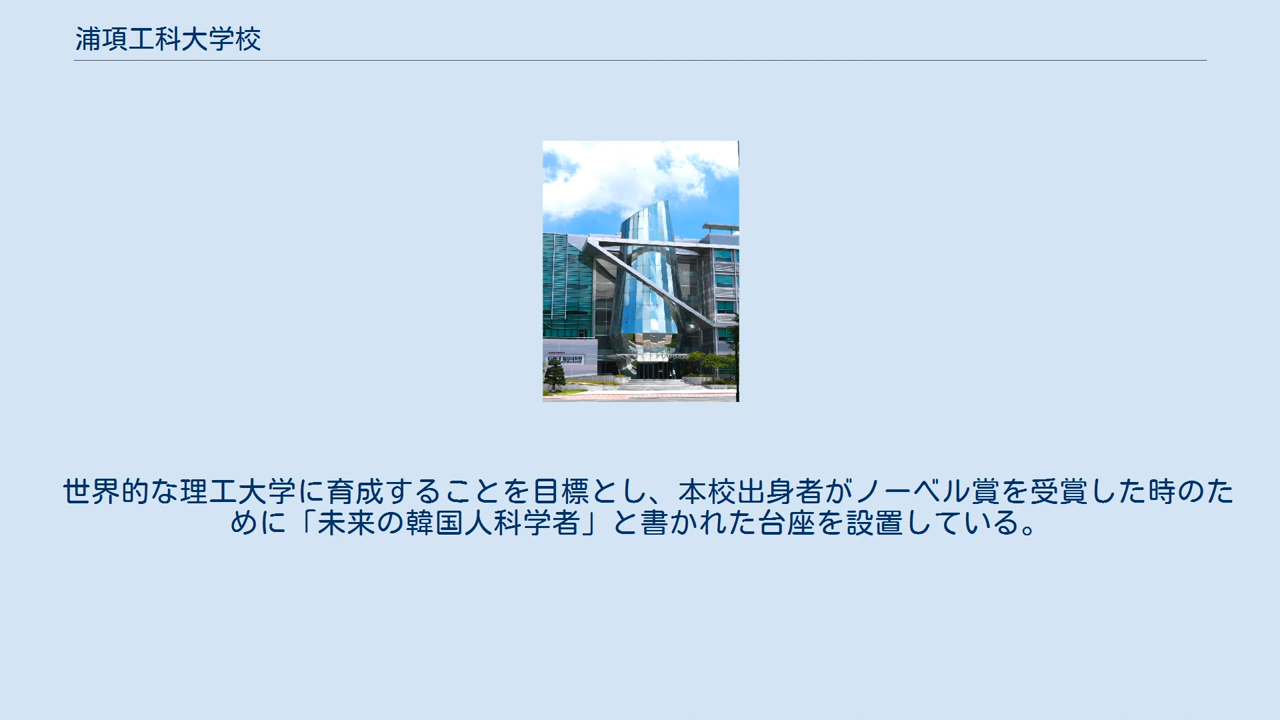 浦項工科大学校
世界的な理工大学に育成することを目標とし、本校出身者がノーベル賞を受賞した時のた
めに「未来の韓国人科学者」と書かれた台座を設置している。